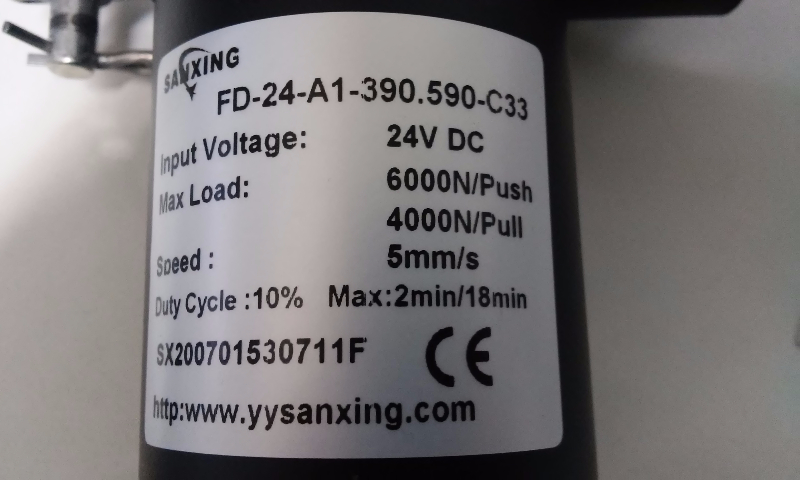 SANXING
FD-24-A1-390.590-C33
Input Voltage: 24V DC
Max Load: 6000N/Push
4000N/Pull
Speed : 5mm/s
Duty Cycle :10% Max:2min/18min
SX200701530711F
CE
http:www.yysanxing.com